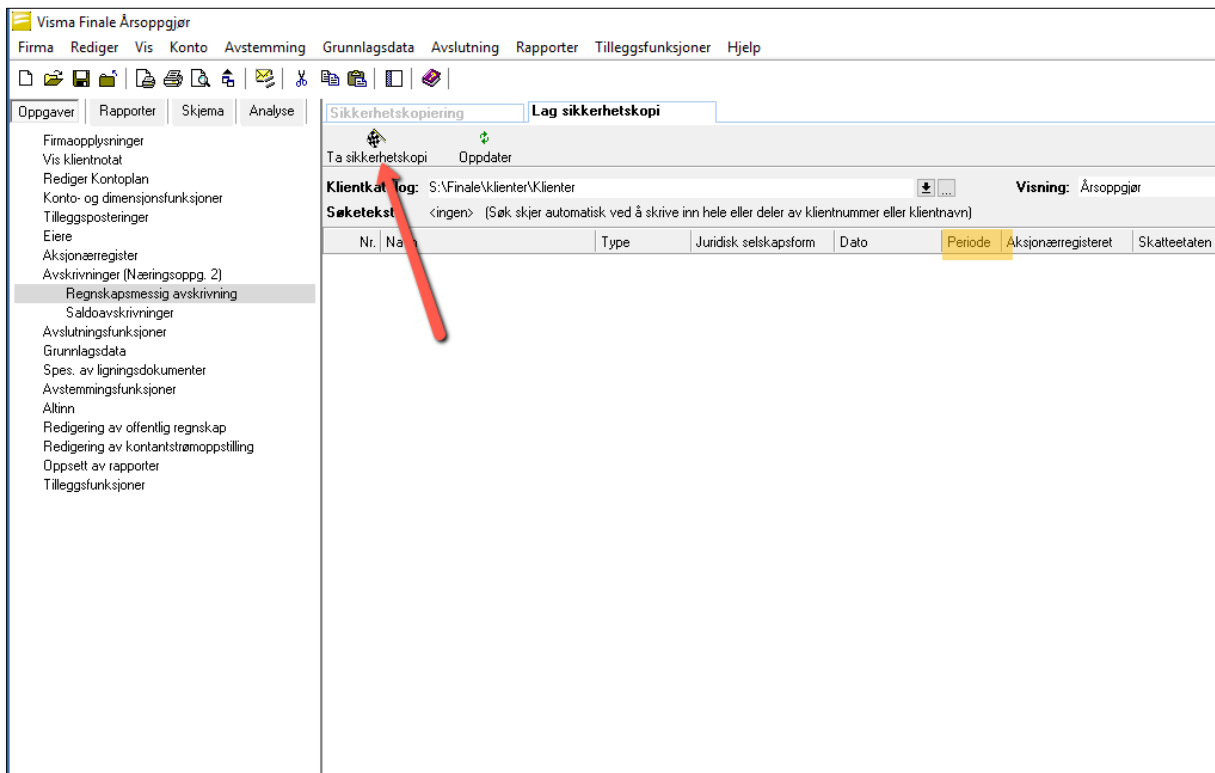 Visma Finale Årsoppgjør
Firma Rediger Vis Konto Avstemming Grunnlagsdata Avslutning Rapporter Tilleggsfunksjoner Hjelp
Oppgaver Rapporter Skjema Analyse
Firmaopplysninger
Vis klientnotat
Rediger Kontoplan
Konto- og dimensjonsfunksjoner
Tilleggsposteringer
Eiere
Aksjonærregister
Avskrivninger (Næringsoppg. 2)
Regnskapsmessig avskrivning
Saldoavskrivninger
Avslutningsfunksjoner
Grunnlagsdata
Spes. av ligningsdokumenter
Avstemmingsfunksjoner
Altinn
Redigering av offentlig regnskap
Redigering av kontantstrømoppstilling
Oppsett av rapporter
Tilleggsfunksjoner
Sikkerhetskopiering Lag sikkerhetskopi
Ta sikkerhetskopi Oppdater
S:\Finale\klienter\Klienter ... Visning: Årsoppgjør
<ingen> (Søk skjer automatisk ved å skrive inn hele eller deler av klientnummer eller klientnavn)
Nr. Type Juridisk selskapsform Dato Periode Aksjonærregisteret Skatteetaten